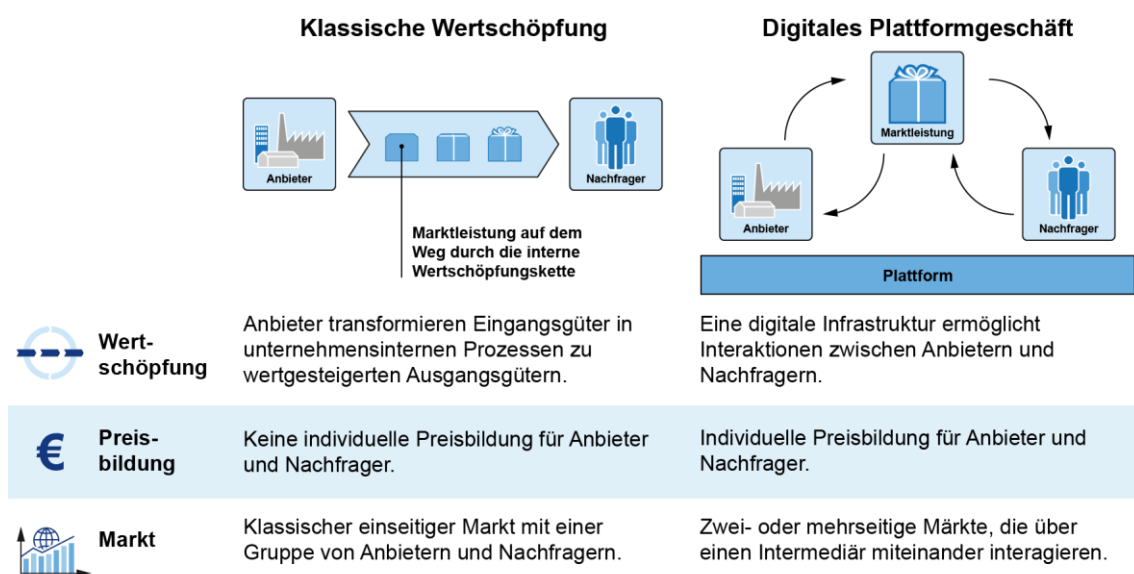 Klassische Wertschöpfung
Digitales Plattformgeschäft
Anbieter
Nachfrager
Marktleistung auf dem
Weg durch die interne
Wertschöpfungskette
Marktleistung
Anbieter
Nachfrager
Plattform
Wert-
schöpfung
Anbieter transformieren Eingangsgüter in
unternehmensinternen Prozessen zu
wertgesteigerten Ausgangsgütern.
Eine digitale Infrastruktur ermöglicht
Interaktionen zwischen Anbietern und
Nachfragern.
€
Preis-
bildung
Keine individuelle Preisbildung für Anbieter
und Nachfrager.
Individuelle Preisbildung für Anbieter und
Nachfrager.
Markt
Klassischer einseitiger Markt mit einer
Gruppe von Anbietern und Nachfragern.
Zwei- oder mehrseitige Märkte, die über
einen Intermediär miteinander interagieren.